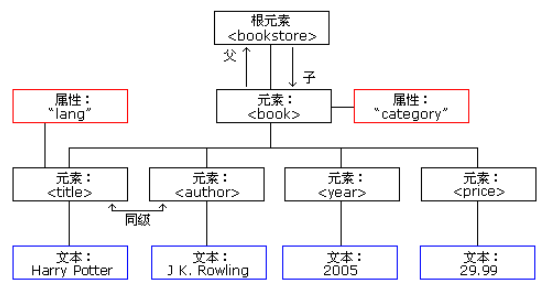 根元素
<bookstore>
父
子
属性：
“lang”
元素：
<book>
属性：
“category”
元素：
<title>
元素：
<author>
元素：
<year>
元素：
<price>
同级
文本：
Harry Potter
文本：
J K. Rowling
文本：
2005
文本：
29.99